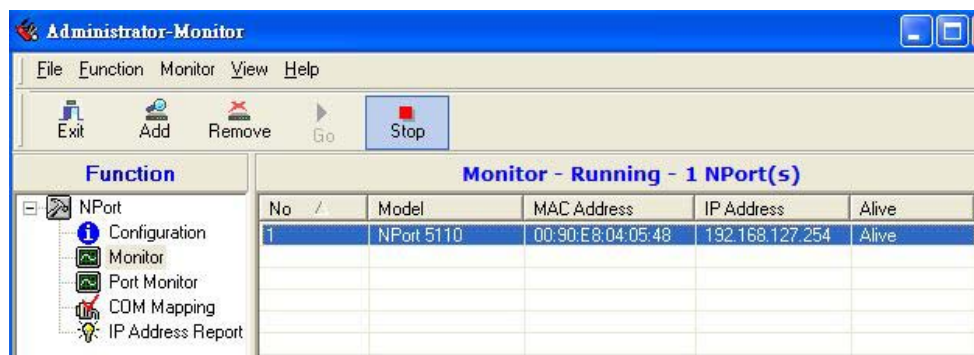 Administrator-Monitor
File Function Monitor View Help
Exit Add Remove Go Stop
Function
Monitor - Running - 1 NPort(s)
NPort
Configuration
Monitor
Port Monitor
COM Mapping
IP Address Report
No Model MAC Address IP Address Alive
1 NPort 5110 00:90:E8:04:05:48 192.168.127.254 Alive